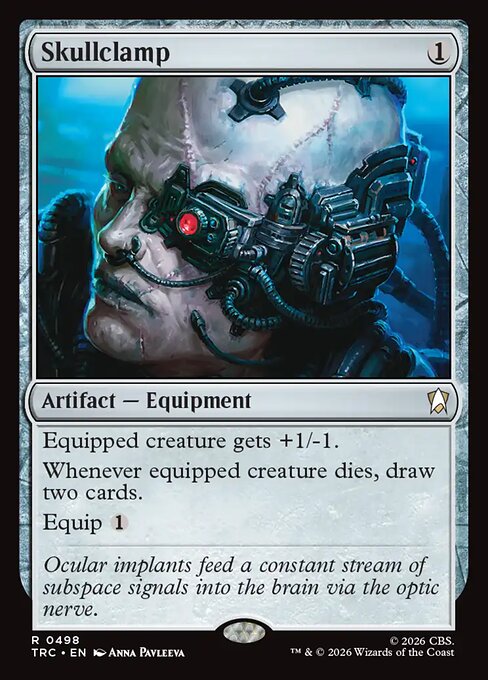 Skullclamp 1
Artifact — Equipment
Equipped creature gets +1/-1.
Whenever equipped creature dies, draw
two cards.
Equip 1
Ocular implants feed a constant stream of
subspace signals into the brain via the optic
nerve.
R 0498 © 2026 CBS.
TRC • EN Anna Pavleeva ™ & © 2026 Wizards of the Coast